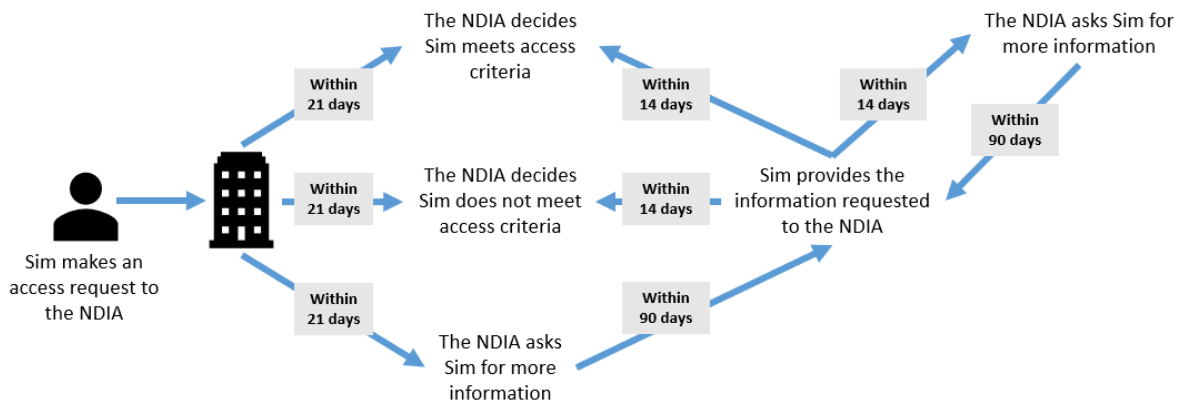 The NDIA decides
Sim meets access
criteria
The NDIA asks Sim for
more information
Within
21 days
Within
14 days
Within
14 days
Within
90 days
The NDIA decides
Sim does not meet
access criteria
Within
21 days
Within
14 days
Sim provides the
information requested
to the NDIA
Sim makes an
access request to
the NDIA
Within
21 days
Within
90 days
The NDIA asks
Sim for more
information